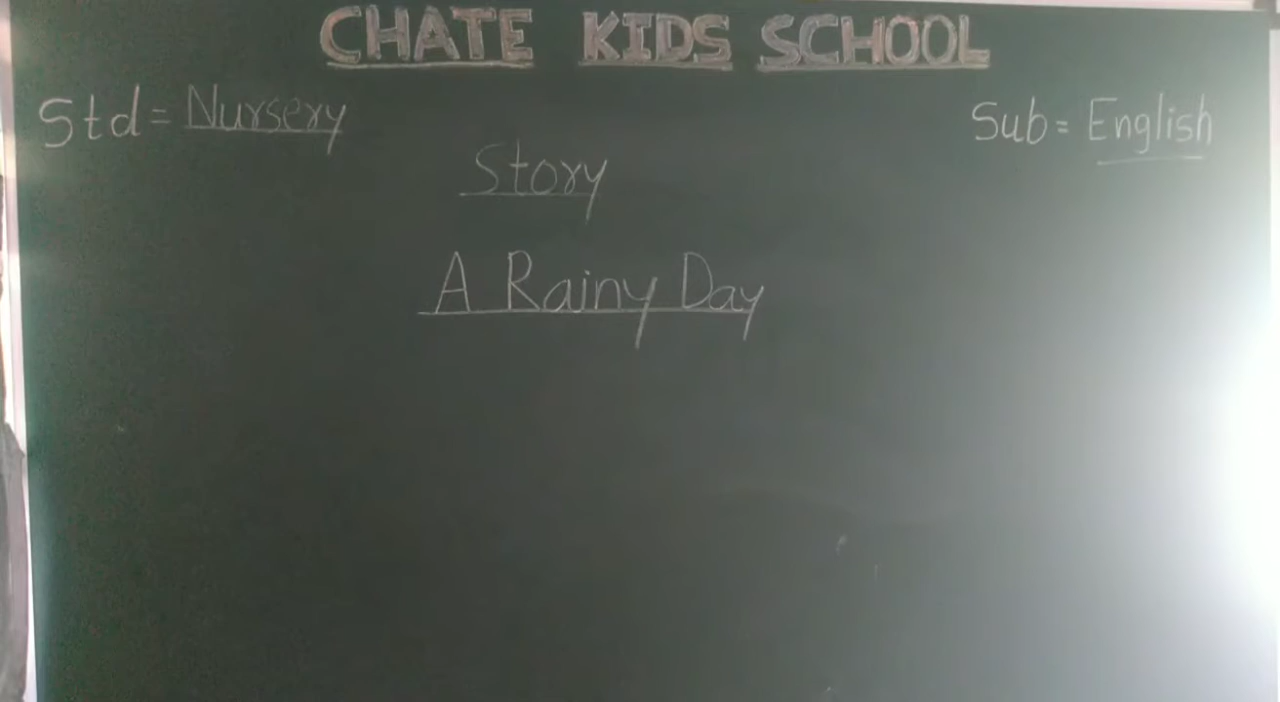 CHATE KIDS SCHOOL
Std = Nursery
Sub = English
Story
A Rainy Day